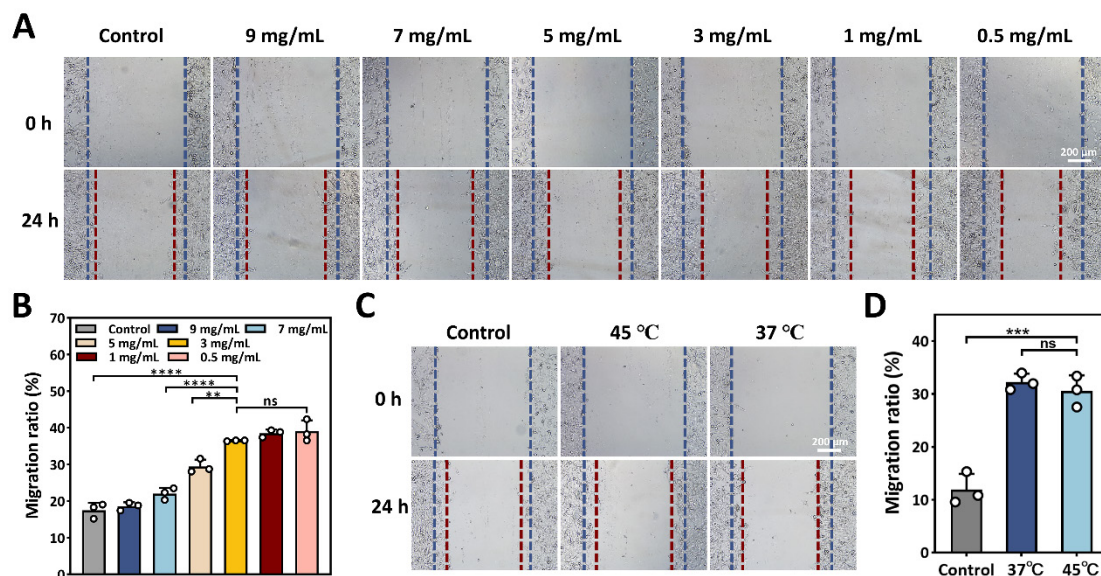 A
Control 9 mg/mL 7 mg/mL 5 mg/mL 3 mg/mL 1 mg/mL 0.5 mg/mL
0 h
200 μm
24 h
B
Migration ratio (%)
70
60
50
40
30
20
10
0
Control 9 mg/mL 7 mg/mL
5 mg/mL 3 mg/mL
1 mg/mL 0.5 mg/mL
****
****
**
ns
C
Control 45 ℃ 37 ℃
0 h
200 μm
24 h
D
Migration ratio (%)
40
30
20
10
0
***
ns
Control 37℃ 45℃